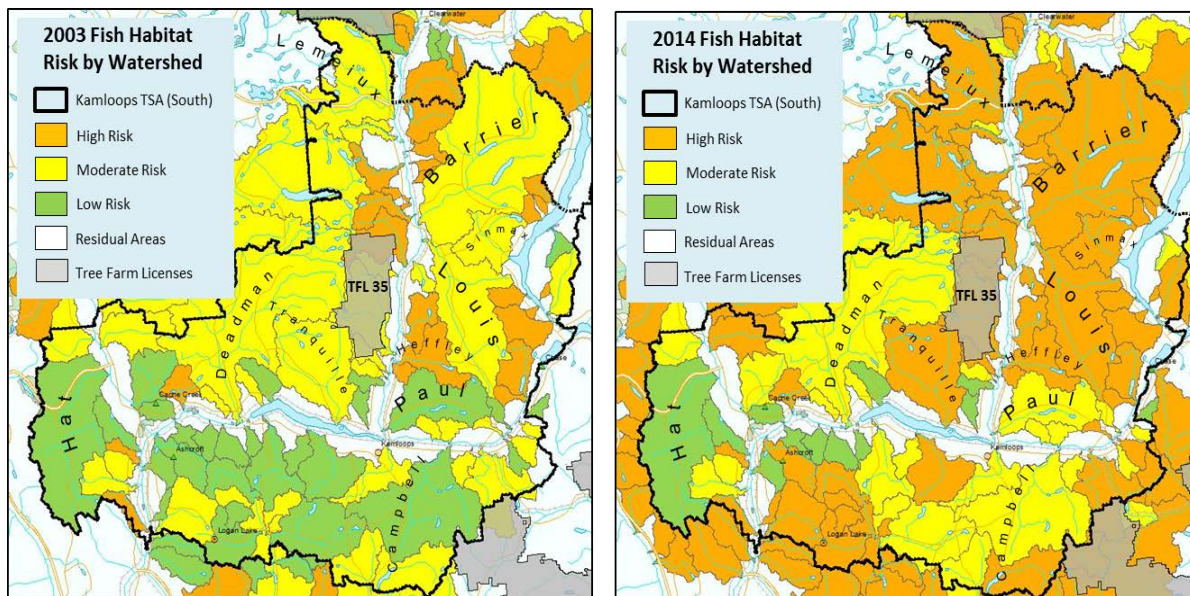 2003 Fish Habitat
Risk by Watershed
Kamloops TSA (South)
High Risk
Moderate Risk
Low Risk
Residual Areas
Tree Farm Licenses
Clearwater
Lemeiux
Barrier
Sinmax
Louis
TFL 35
Deadman
Tranquille
Heffley
Chase
Paul
Cache Creek
Hat
Ashcroft
Kamloops
Campbell
Logan Lake
2014 Fish Habitat
Risk by Watershed
Kamloops TSA (South)
High Risk
Moderate Risk
Low Risk
Residual Areas
Tree Farm Licenses
Clearwater
Lemeiux
Barrier
Sinmax
Louis
TFL 35
Deadman
Tranquille
Heffley
Chase
Paul
Cache Creek
Hat
Ashcroft
Kamloops
Campbell
Logan Lake